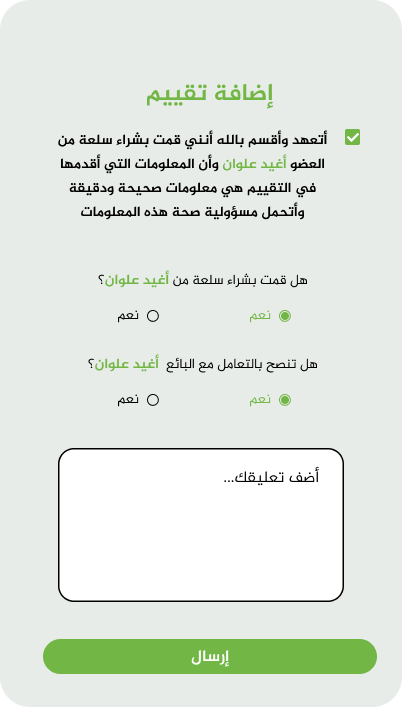 إضافة تقييم
أتعهد وأقسم بالله أنني قمت بشراء سلعة من
العضو أغيد علوان وأن المعلومات التي أقدمها
في التقييم هي معلومات صحيحة ودقيقة
وأتحمل مسؤولية صحة هذه المعلومات
هل قمت بشراء سلعة من أغيد علوان؟
نعم نعم
هل تنصح بالتعامل مع البائع أغيد علوان؟
نعم نعم
أضف تعليقك...
إرسال